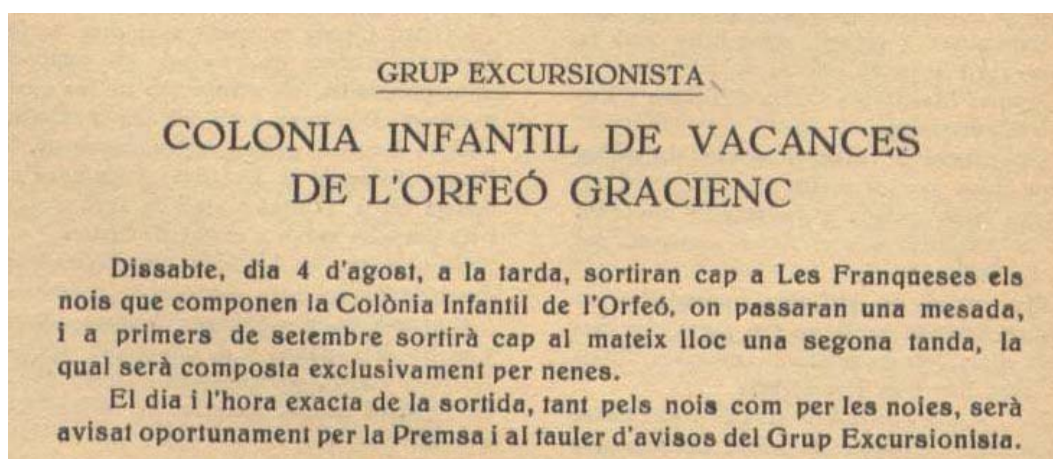 GRUP EXCURSIONISTA
COLONIA INFANTIL DE VACANCES
DE L'ORFEÓ GRACIENC
Dissabte, dia 4 d'agost, a la tarda, sortiran cap a Les Franqueses els
nois que componen la Colònia Infantil de l'Orfeó, on passaran una mesada,
i a primers de setembre sortirà cap al mateix lloc una segona tanda, la
qual serà composta exclusivament per nenes.
El dia i l'hora exacta de la sortida, tant pels nois com per les noies, serà
avisat oportunament per la Premsa i al tauler d'avisos del Grup Excursionista.